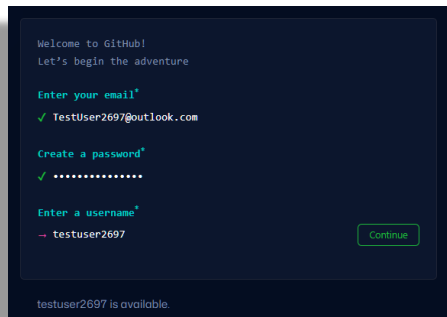 Welcome to GitHub!
Let's begin the adventure
Enter your email*
✓ TestUser2697@outlook.com
Create a password*
✓ •••••••••••••••
Enter a username*
→ testuser2697
Continue
testuser2697 is available.